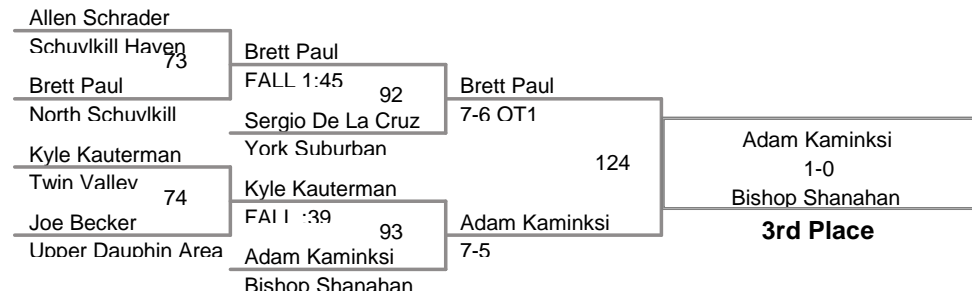 Allen Schrader
Schuylkill Haven
73
Brett Paul
North Schuylkill
Kyle Kauterman
Twin Valley
74
Joe Becker
Upper Dauphin Area
Brett Paul
FALL 1:45
92
Sergio De La Cruz
York Suburban
Kyle Kauterman
FALL :39
93
Adam Kaminksi
Bishop Shanahan
Brett Paul
7-6 OT1
124
Adam Kaminksi
7-5
Adam Kaminksi
1-0
Bishop Shanahan
3rd Place